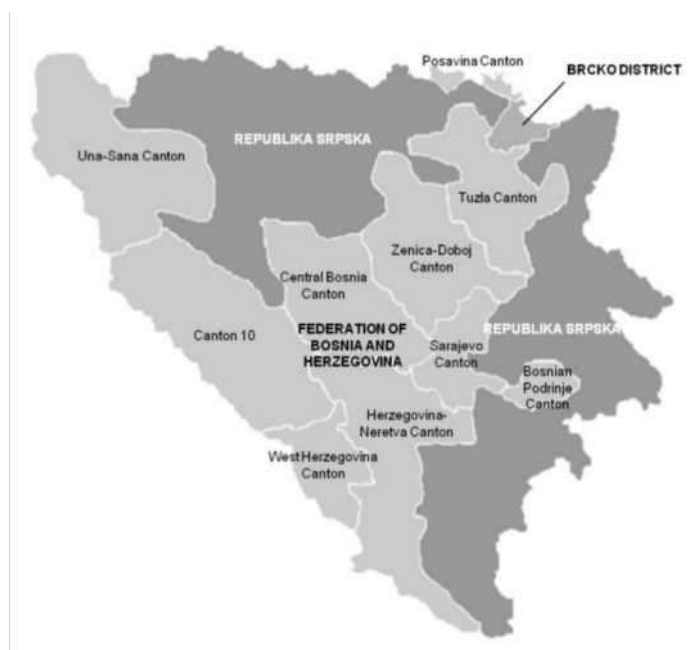 Posavina Canton
BRCKO DISTRICT
REPUBLIKA SRPSKA
Una-Sana Canton
Tuzla Canton
Zenica-Doboj
Canton
Central Bosnia
Canton
FEDERATION OF
BOSNIA AND
HERZEGOVINA
Canton 10
REPUBLIKA SRPSKA
Sarajevo
Canton
Bosnian
Podrinje
Canton
Herzegovina-
Neretva Canton
West Herzegovina
Canton